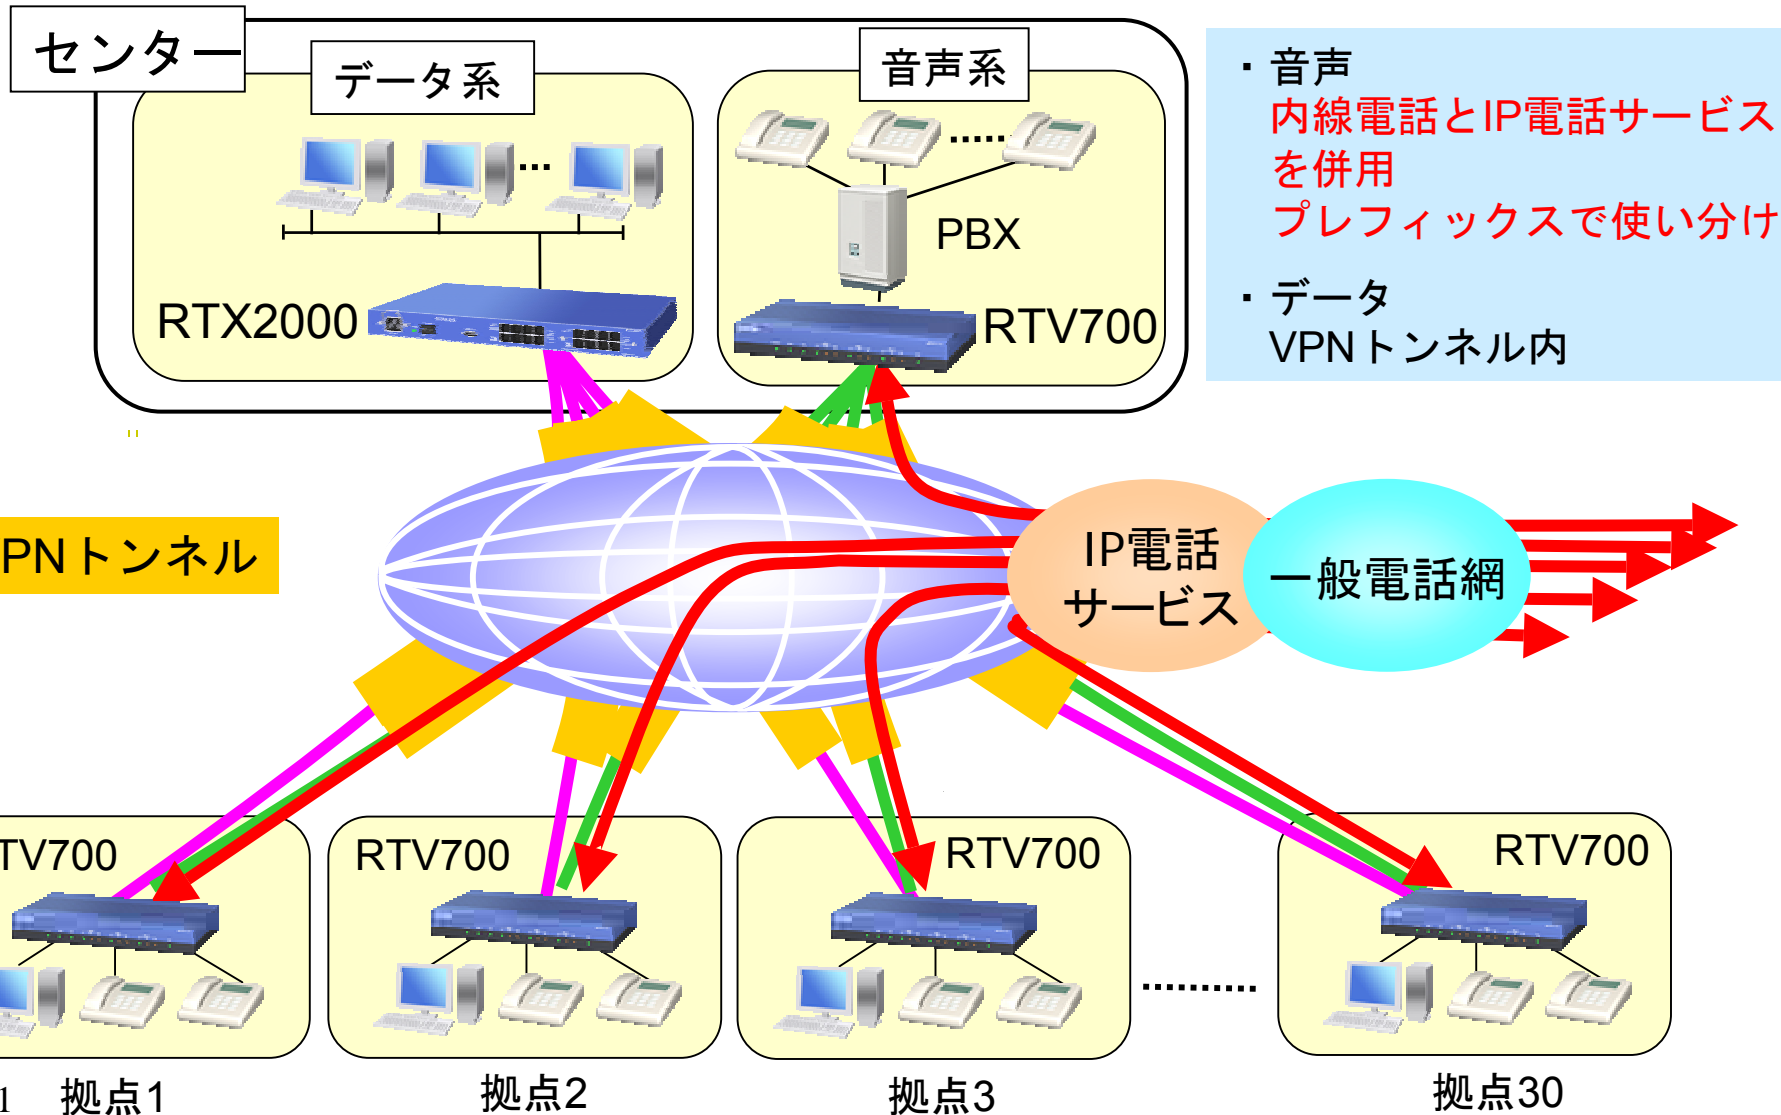 センター
データ系
音声系
・音声
内線電話とIP電話サービス
を併用
プレフィックスで使い分け
・データ
VPNトンネル内
PBX
RTX2000
RTV700
PNトンネル
IP電話
サービス
一般電話網
TV700
RTV700
RTV700
RTV700
1
拠点1
拠点2
拠点3
拠点30